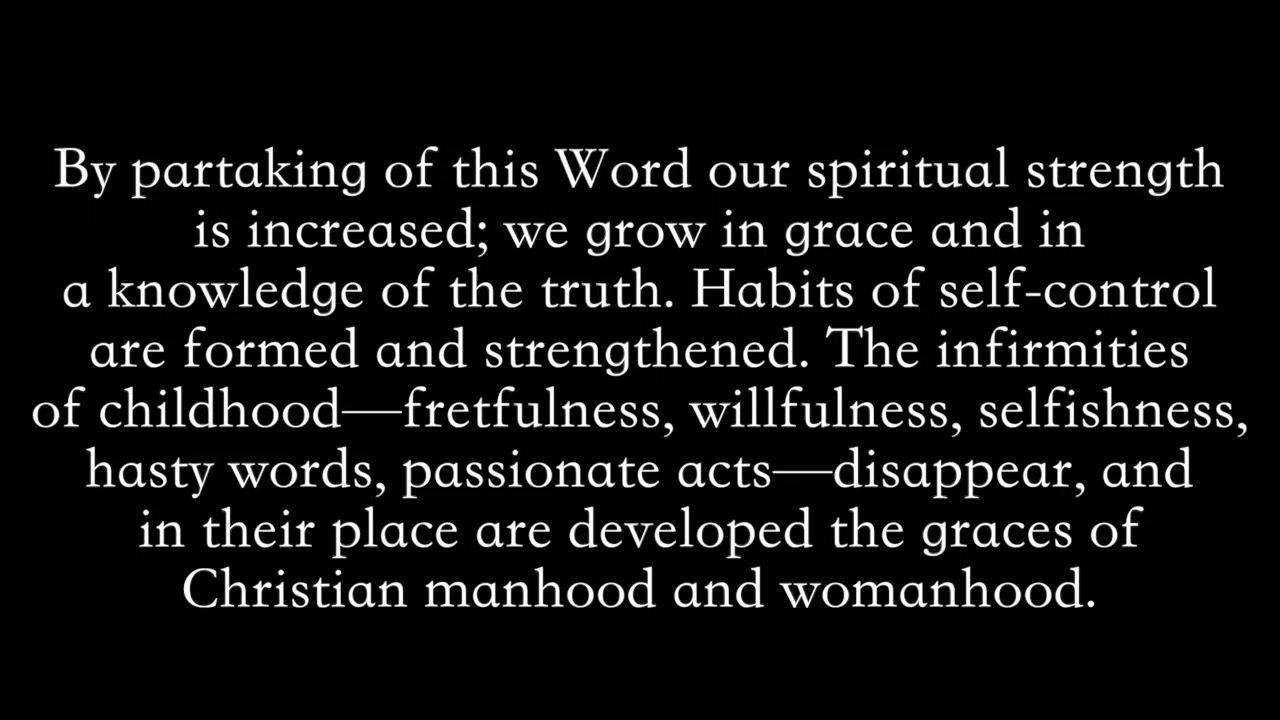 By partaking of this Word our spiritual strength
is increased; we grow in grace and in
a knowledge of the truth. Habits of self-control
are formed and strengthened. The infirmities
of childhood—fretfulness, willfulness, selfishness,
hasty words, passionate acts—disappear, and
in their place are developed the graces of
Christian manhood and womanhood.